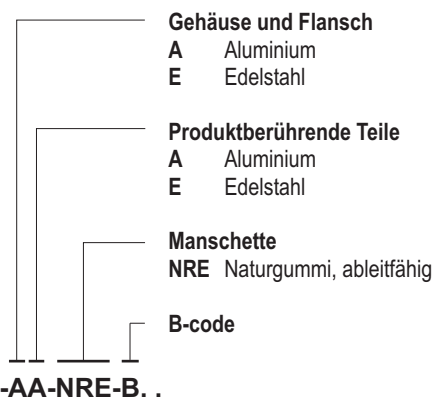 Gehäuse und Flansch
A Aluminium
E Edelstahl
Produktberührende Teile
A Aluminium
E Edelstahl
Manschette
NRE Naturgummi, ableitfähig
B-code
-AA-NRE-B. .